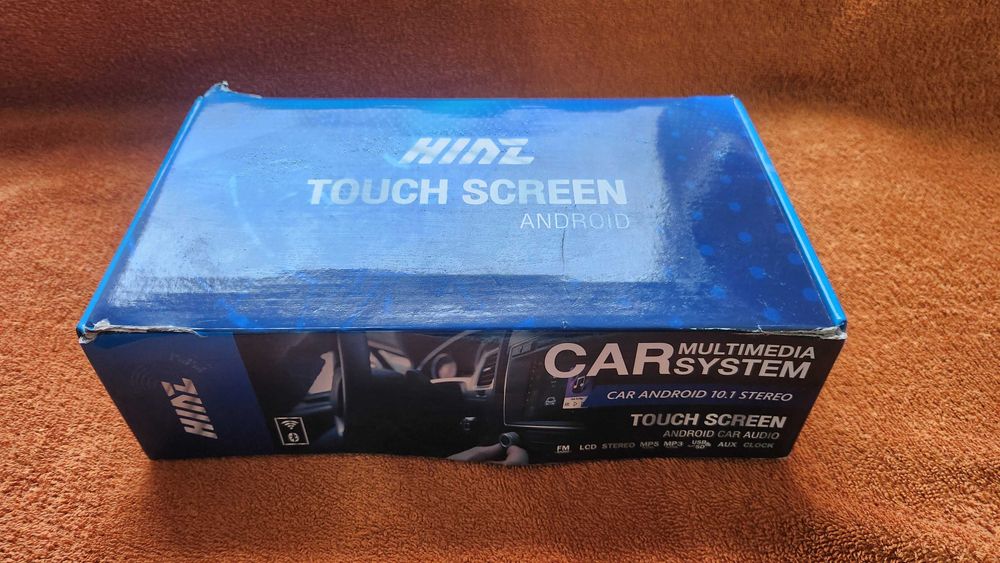 HIAZ
TOUCH SCREEN
ANDROID
HIAZ
CAR MULTIMEDIA SYSTEM
CAR ANDROID 10.1 STEREO
TOUCH SCREEN
ANDROID CAR AUDIO
FM LCD STEREO MP5 MP3 USB& SD AUX CLOCK